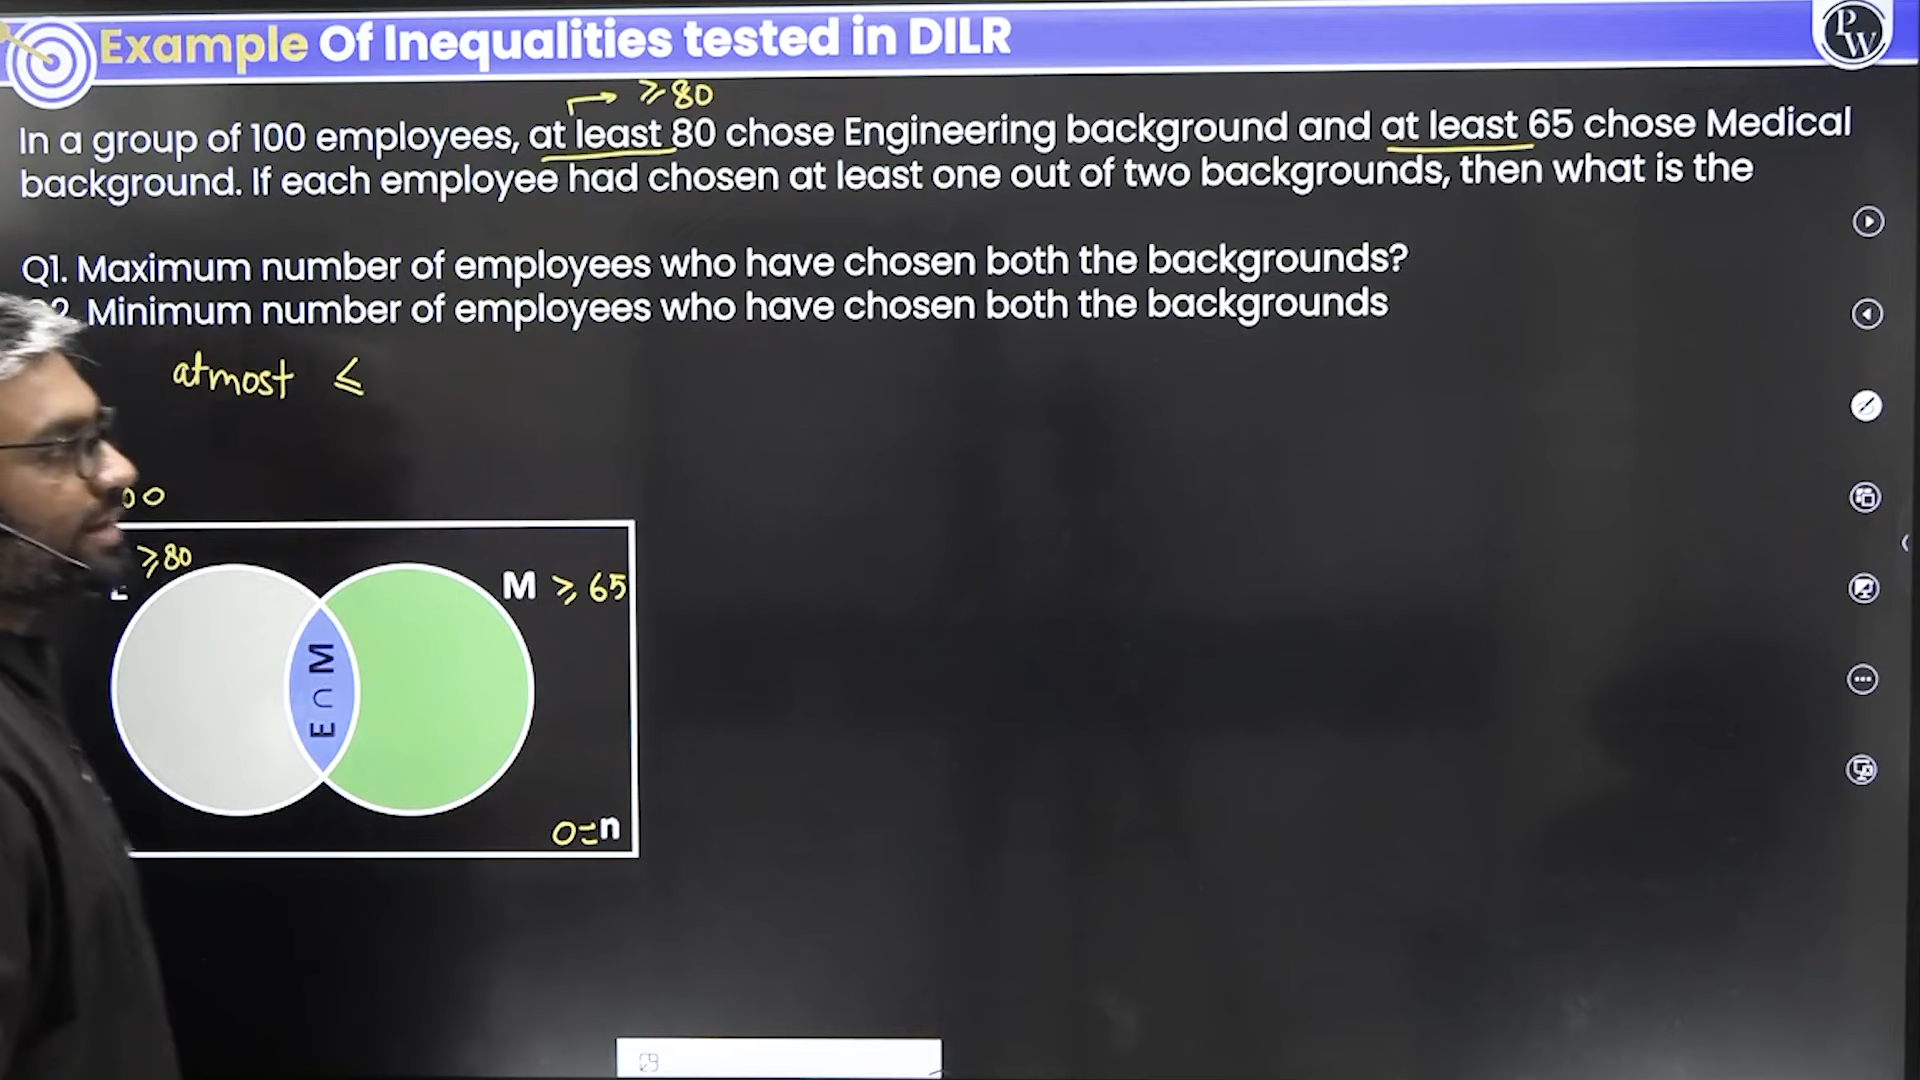 Example Of Inequalities tested in DILR
PW
≥ 80
In a group of 100 employees, at least 80 chose Engineering background and at least 65 chose Medical
background. If each employee had chosen at least one out of two backgrounds, then what is the
Q1. Maximum number of employees who have chosen both the backgrounds?
2. Minimum number of employees who have chosen both the backgrounds
atmost ≤
00
≥80
M ≥ 65
E ∩ M
0=n